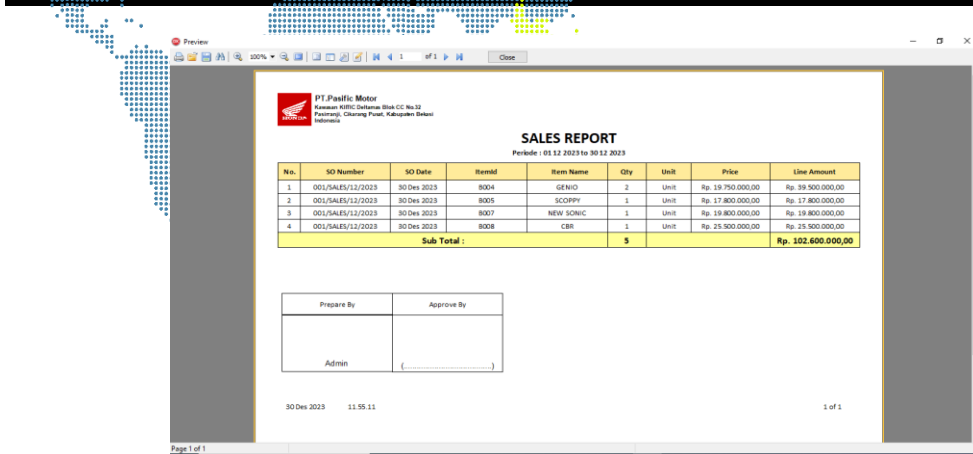 Preview
100%
1 of 1
Close
HONDA
PT.Pasific Motor
Kawasan KIITIC Deltamas Blok CC No.32
Pasirranji, Cikarang Pusat, Kabupaten Bekasi
Indonesia
SALES REPORT
Periode : 01 12 2023 to 30 12 2023
No. SO Number SO Date ItemId Item Name Qty Unit Price Line Amount
1 001/SALES/12/2023 30 Des 2023 B004 GENIO 2 Unit Rp. 19.750.000,00 Rp. 39.500.000,00
2 001/SALES/12/2023 30 Des 2023 B005 SCOPPY 1 Unit Rp. 17.800.000,00 Rp. 17.800.000,00
3 001/SALES/12/2023 30 Des 2023 B007 NEW SONIC 1 Unit Rp. 19.800.000,00 Rp. 19.800.000,00
4 001/SALES/12/2023 30 Des 2023 B008 CBR 1 Unit Rp. 25.500.000,00 Rp. 25.500.000,00
Sub Total : 5 Rp. 102.600.000,00
Prepare By Approve By
Admin (............................................)
30 Des 2023 11.55.11 1 of 1
Page 1 of 1